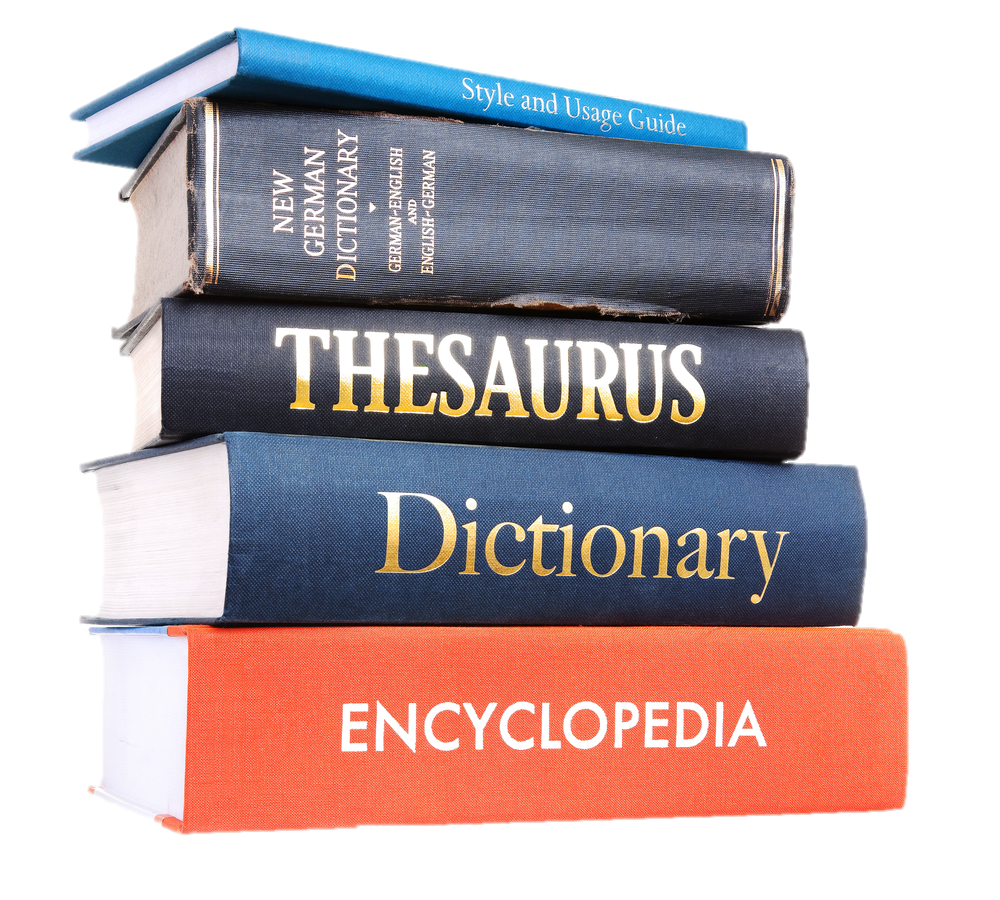 Style and Usage Guide
NEW
GERMAN
DICTIONARY
GERMAN-ENGLISH
AND
ENGLISH-GERMAN
THESAURUS
Dictionary
ENCYCLOPEDIA